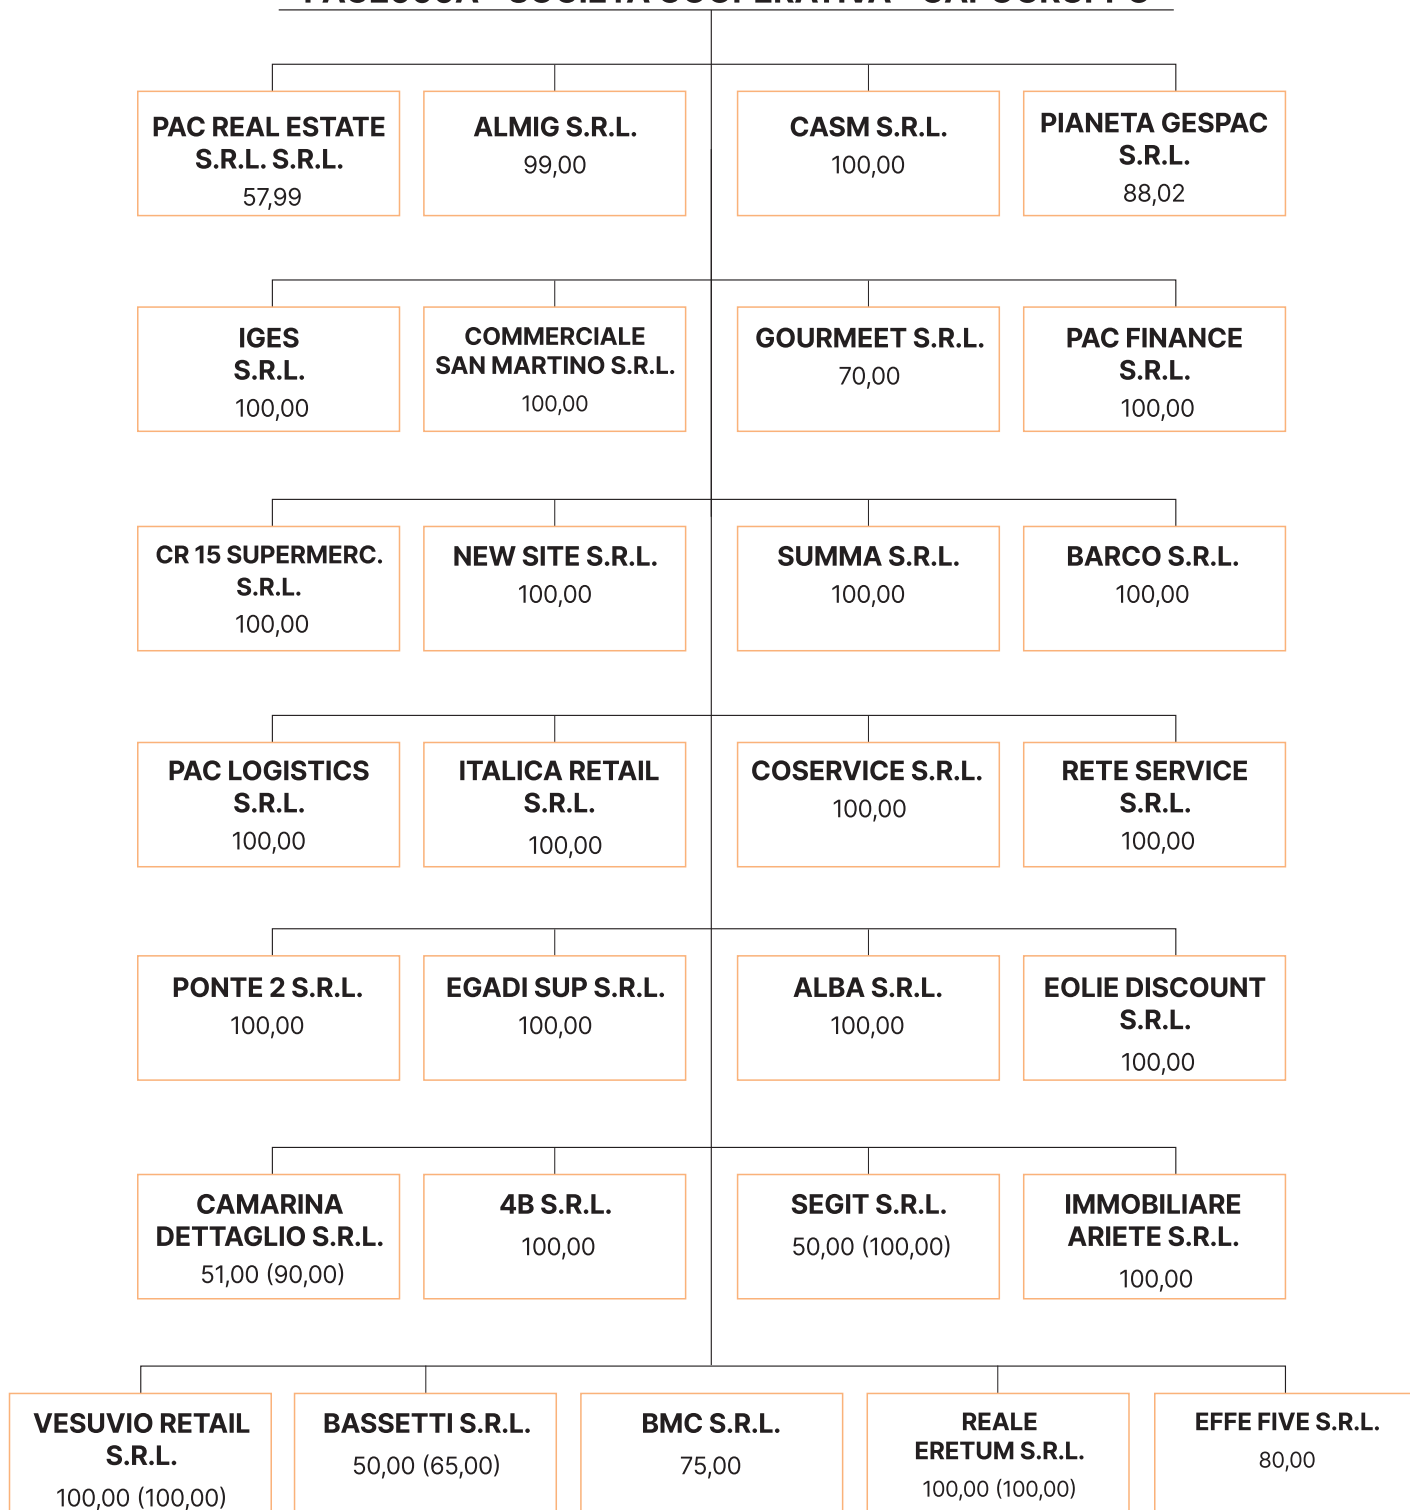 PAC REAL ESTATE
S.R.L. S.R.L.
57,99
ALMIG S.R.L.
99,00
CASM S.R.L.
100,00
PIANETA GESPAC
S.R.L.
88,02
IGES
S.R.L.
100,00
COMMERCIALE
SAN MARTINO S.R.L.
100,00
GOURMEET S.R.L.
70,00
PAC FINANCE
S.R.L.
100,00
CR 15 SUPERMERC.
S.R.L.
100,00
NEW SITE S.R.L.
100,00
SUMMA S.R.L.
100,00
BARCO S.R.L.
100,00
PAC LOGISTICS
S.R.L.
100,00
ITALICA RETAIL
S.R.L.
100,00
COSERVICE S.R.L.
100,00
RETE SERVICE
S.R.L.
100,00
PONTE 2 S.R.L.
100,00
EGADI SUP S.R.L.
100,00
ALBA S.R.L.
100,00
EOLIE DISCOUNT
S.R.L.
100,00
CAMARINA
DETTAGLIO S.R.L.
51,00 (90,00)
4B S.R.L.
100,00
SEGIT S.R.L.
50,00 (100,00)
IMMOBILIARE
ARIETE S.R.L.
100,00
VESUVIO RETAIL
S.R.L.
100,00 (100,00)
BASSETTI S.R.L.
50,00 (65,00)
BMC S.R.L.
75,00
REALE
ERETUM S.R.L.
100,00 (100,00)
EFFE FIVE S.R.L.
80,00